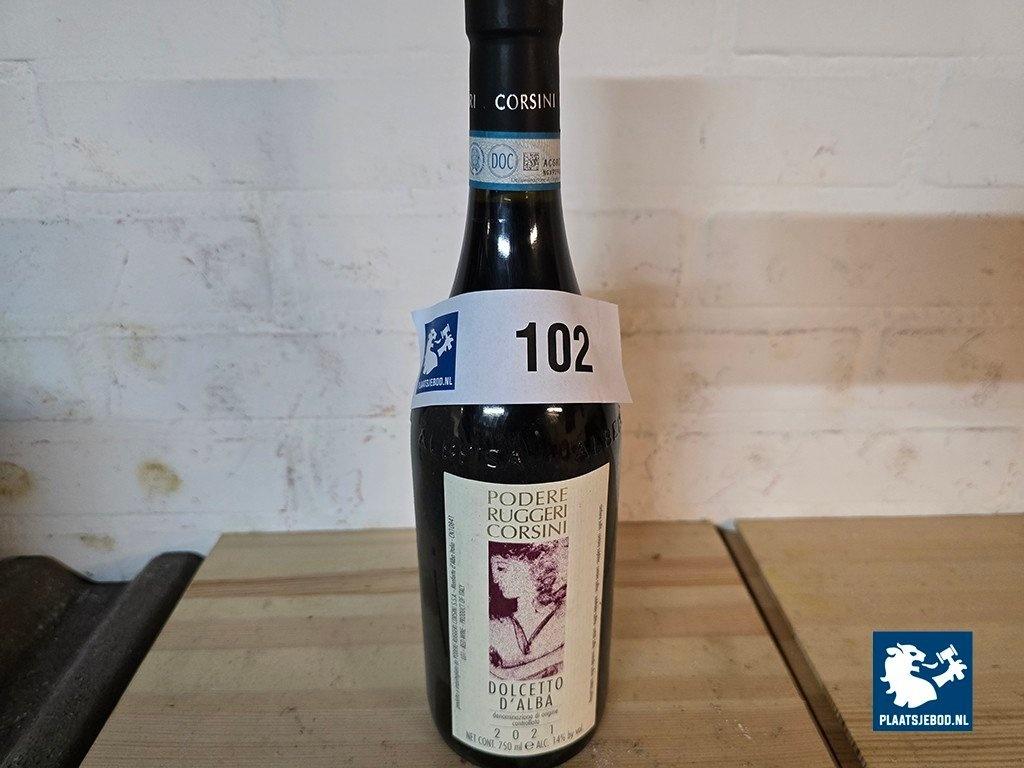 RI CORSINI
DOC
102
PLAATSJEBOD.NL
PODERE
RUGGERI
CORSINI
DOLCETTO
D'ALBA
denominazione di origine
controllata
2021
NET CONT. 750 ml e ALC. 14% by vol.
PLAATSJEBOD.NL